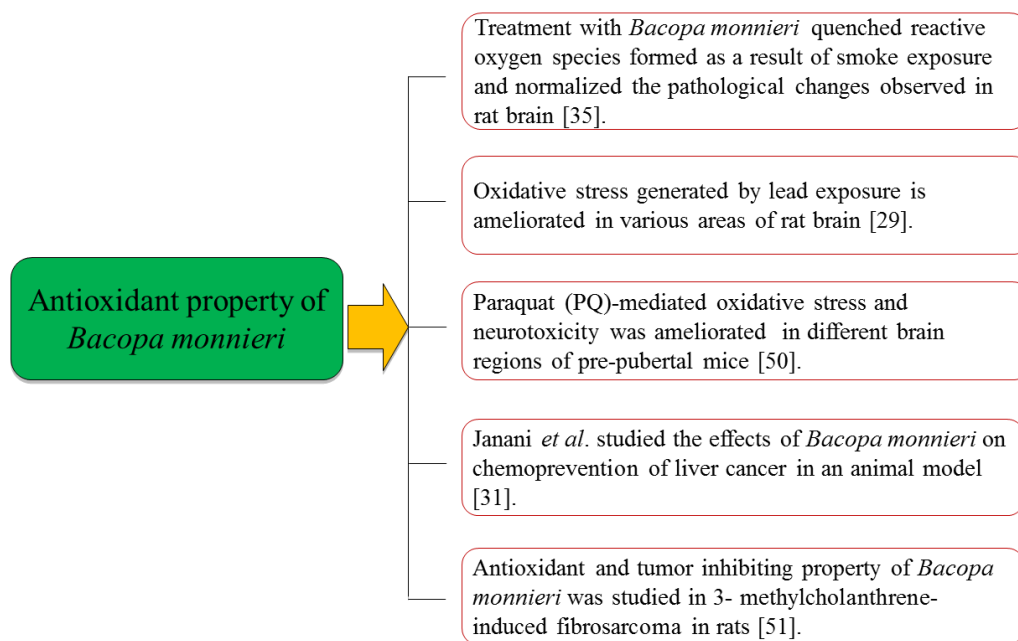 Treatment with Bacopa monnieri quenched reactive
oxygen species formed as a result of smoke exposure
and normalized the pathological changes observed in
rat brain [35].
Oxidative stress generated by lead exposure is
ameliorated in various areas of rat brain [29].
Antioxidant property of
Bacopa monnieri
Paraquat (PQ)-mediated oxidative stress and
neurotoxicity was ameliorated in different brain
regions of pre-pubertal mice [50].
Janani et al. studied the effects of Bacopa monnieri on
chemoprevention of liver cancer in an animal model
[31].
Antioxidant and tumor inhibiting property of Bacopa
monnieri was studied in 3- methylcholanthrene-
induced fibrosarcoma in rats [51].